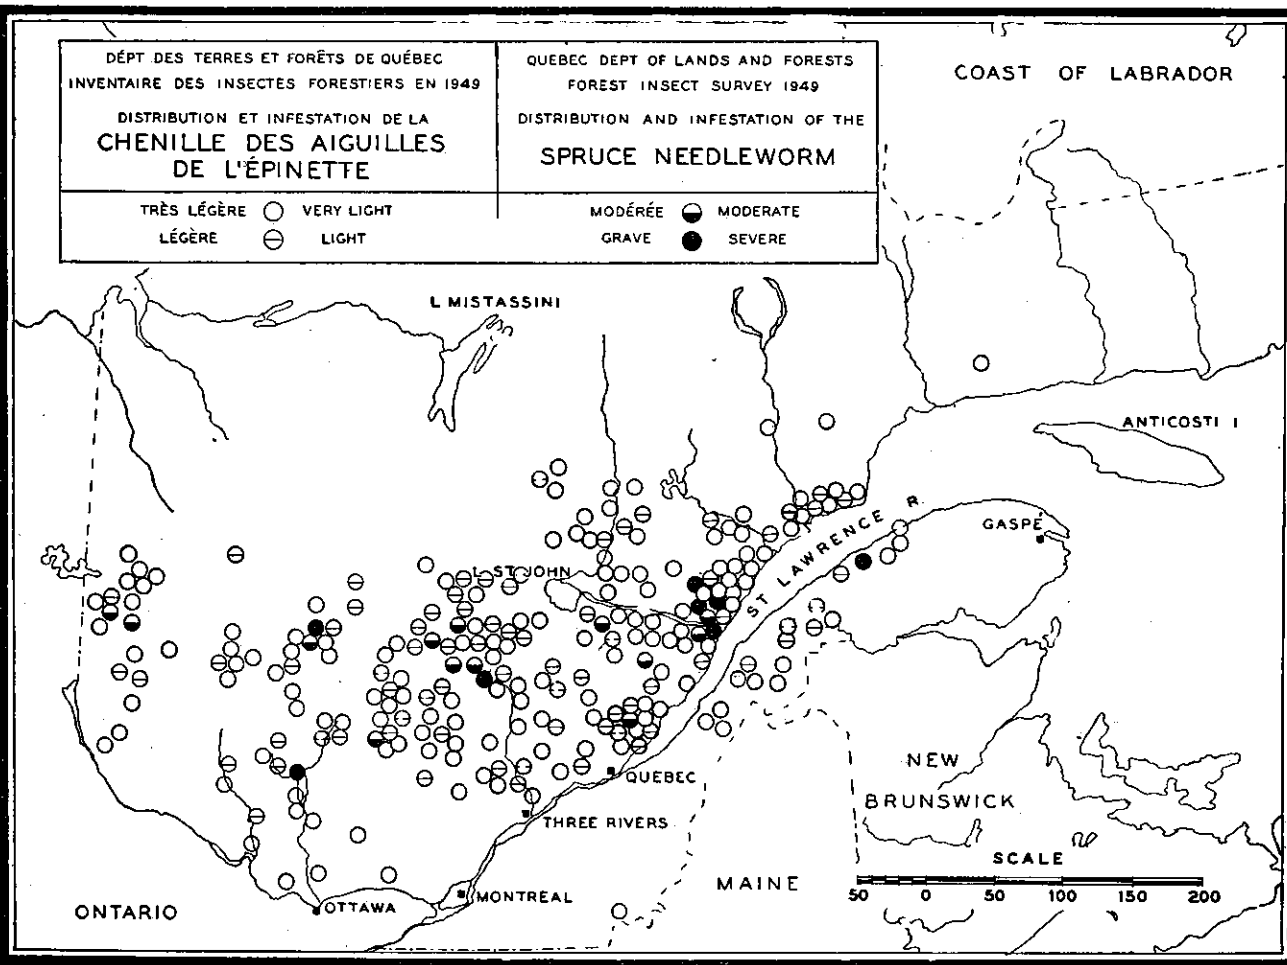 DÉPT DES TERRES ET FORÊTS DE QUÉBEC
INVENTAIRE DES INSECTES FORESTIERS EN 1949
DISTRIBUTION ET INFESTATION DE LA
CHENILLE DES AIGUILLES
DE L'ÉPINETTE
QUEBEC DEPT OF LANDS AND FORESTS
FOREST INSECT SURVEY 1949
DISTRIBUTION AND INFESTATION OF THE
SPRUCE NEEDLEWORM
TRÈS LÉGÈRE VERY LIGHT
LÉGÈRE LIGHT
MODÉRÉE MODERATE
GRAVE SEVERE
COAST OF LABRADOR
L MISTASSINI
ANTICOSTI I
ST LAWRENCE R.
GASPÉ
L ST JOHN
QUEBEC
THREE RIVERS
MONTREAL
OTTAWA
ONTARIO
MAINE
NEW
BRUNSWICK
SCALE
50 0 50 100 150 200